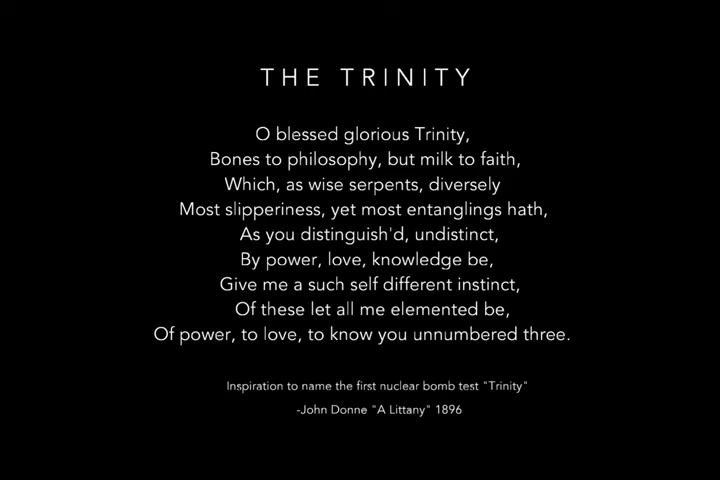 THE TRINITY
O blessed glorious Trinity,
Bones to philosophy, but milk to faith,
Which, as wise serpents, diversely
Most slipperiness, yet most entanglings hath,
As you distinguish'd, undistinct,
By power, love, knowledge be,
Give me a such self different instinct,
Of these let all me elemented be,
Of power, to love, to know you unnumbered three.
Inspiration to name the first nuclear bomb test "Trinity"
-John Donne "A Littany" 1896